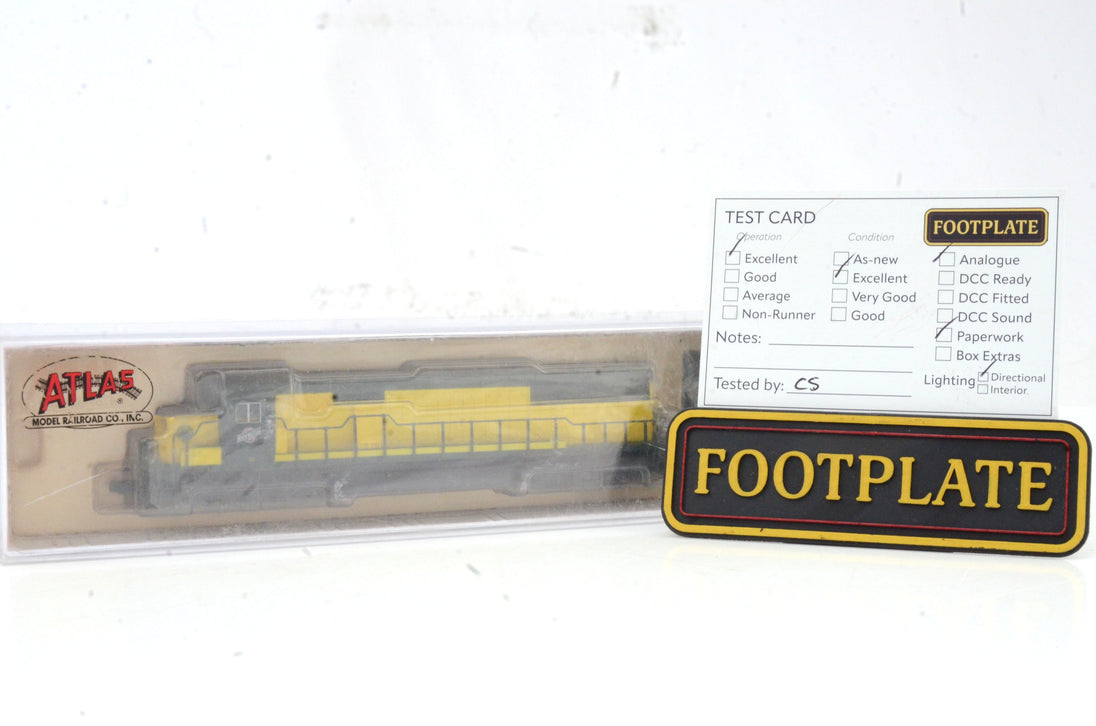 ATLAS
®
MODEL RAILROAD CO., INC.
TEST CARD
FOOTPLATE
Operation
Excellent
Good
Average
Non-Runner
Condition
As-new
Excellent
Very Good
Good
Analogue
DCC Ready
DCC Fitted
DCC Sound
Paperwork
Box Extras
Notes:
Tested by: CS
Lighting Directional
Interior
FOOTPLATE